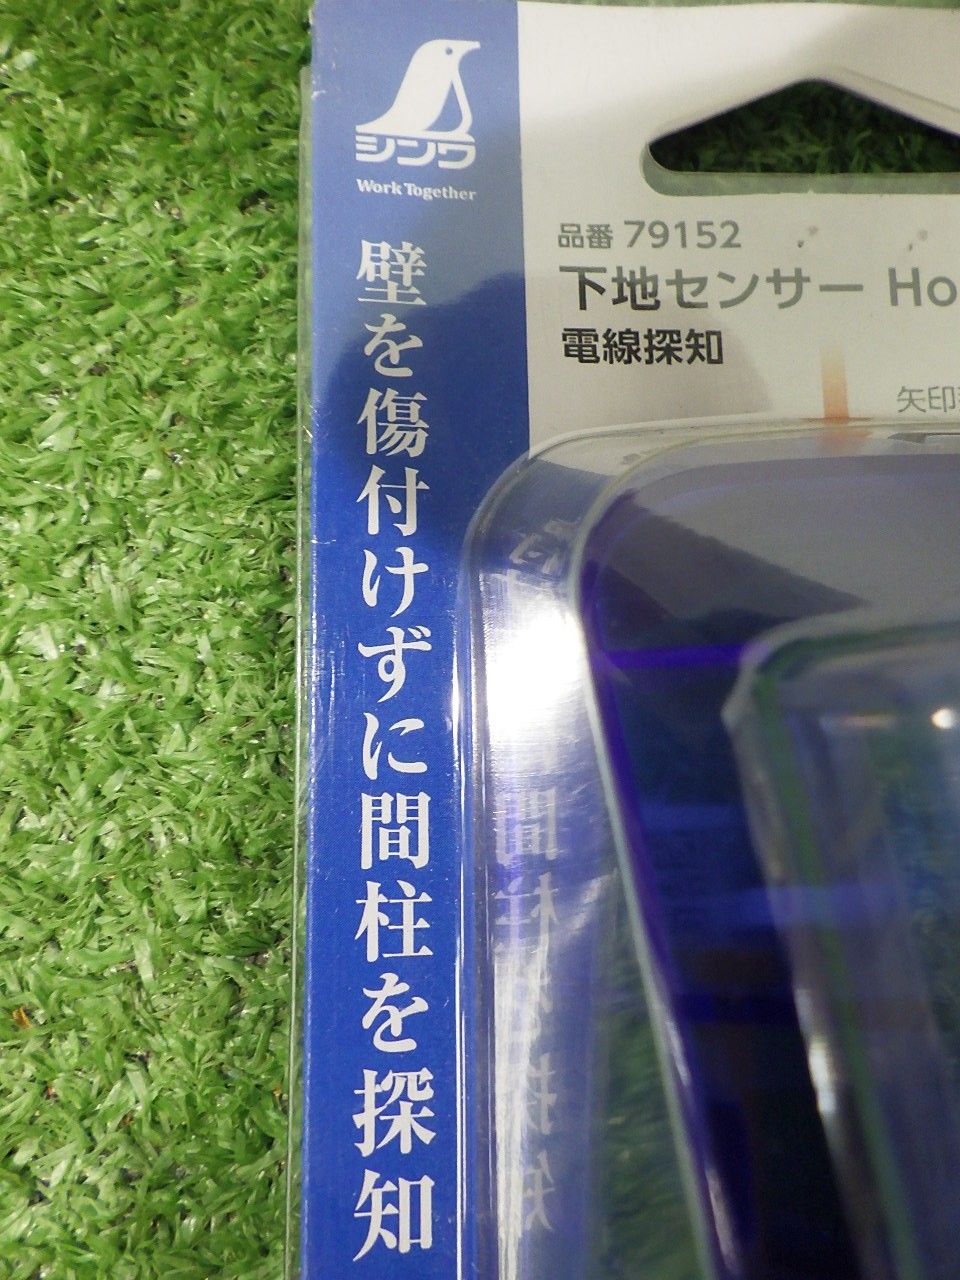 シンワ
Work Together
壁を傷付けずに間柱を探知
品番 79152
下地センサー Ho
電線探知
矢印